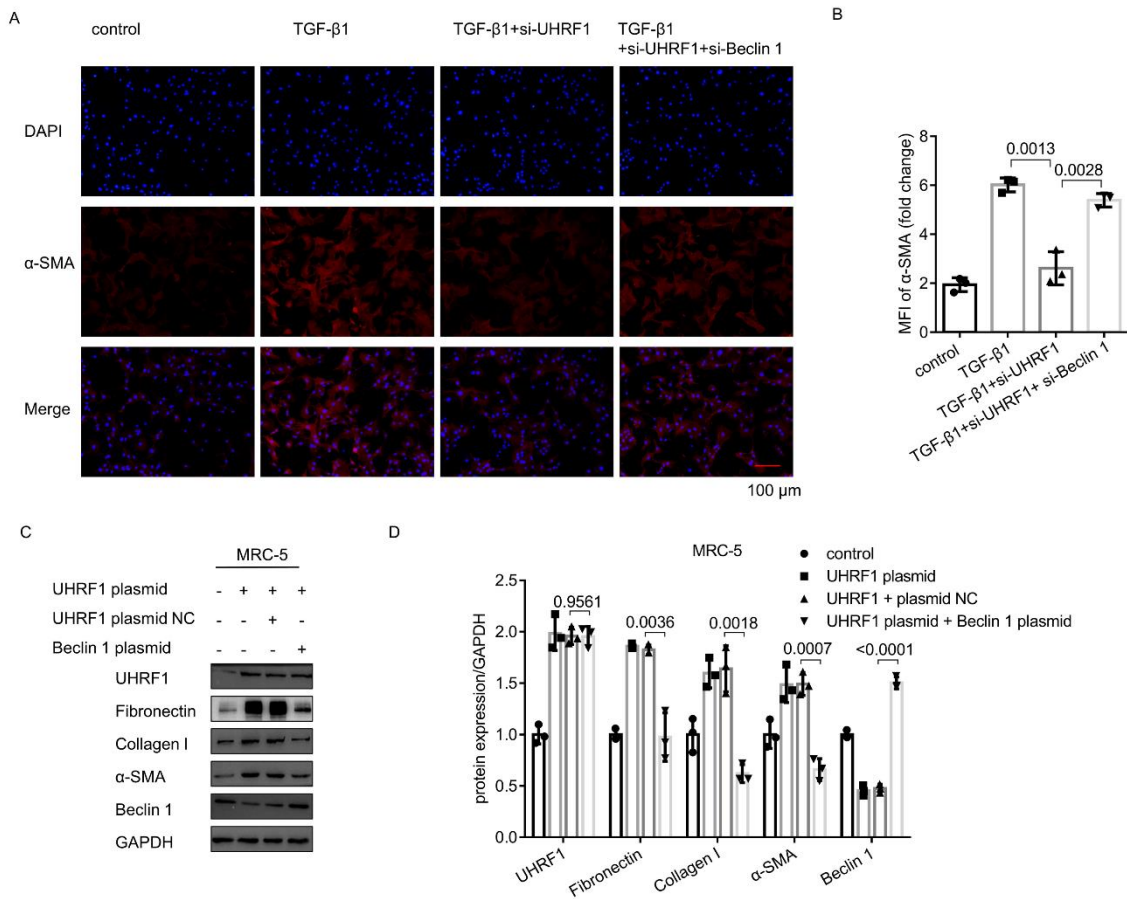 A
control
TGF-β1
TGF-β1+si-UHRF1
TGF-β1
+si-UHRF1+si-Beclin 1
DAPI
α-SMA
Merge
100 μm
B
MFI of α-SMA (fold change)
8
6
4
2
0
0.0013
0.0028
control
TGF-β1
TGF-β1+si-UHRF1
TGF-β1+si-UHRF1+ si-Beclin 1
C
MRC-5
UHRF1 plasmid - + + +
UHRF1 plasmid NC - - + -
Beclin 1 plasmid - - - +
UHRF1
Fibronectin
Collagen I
α-SMA
Beclin 1
GAPDH
D
MRC-5
control
UHRF1 plasmid
UHRF1 + plasmid NC
UHRF1 plasmid + Beclin 1 plasmid
protein expression/GAPDH
2.5
2.0
1.5
1.0
0.5
0.0
0.9561
0.0036
0.0018
0.0007
<0.0001
UHRF1
Fibronectin
Collagen I
α-SMA
Beclin 1